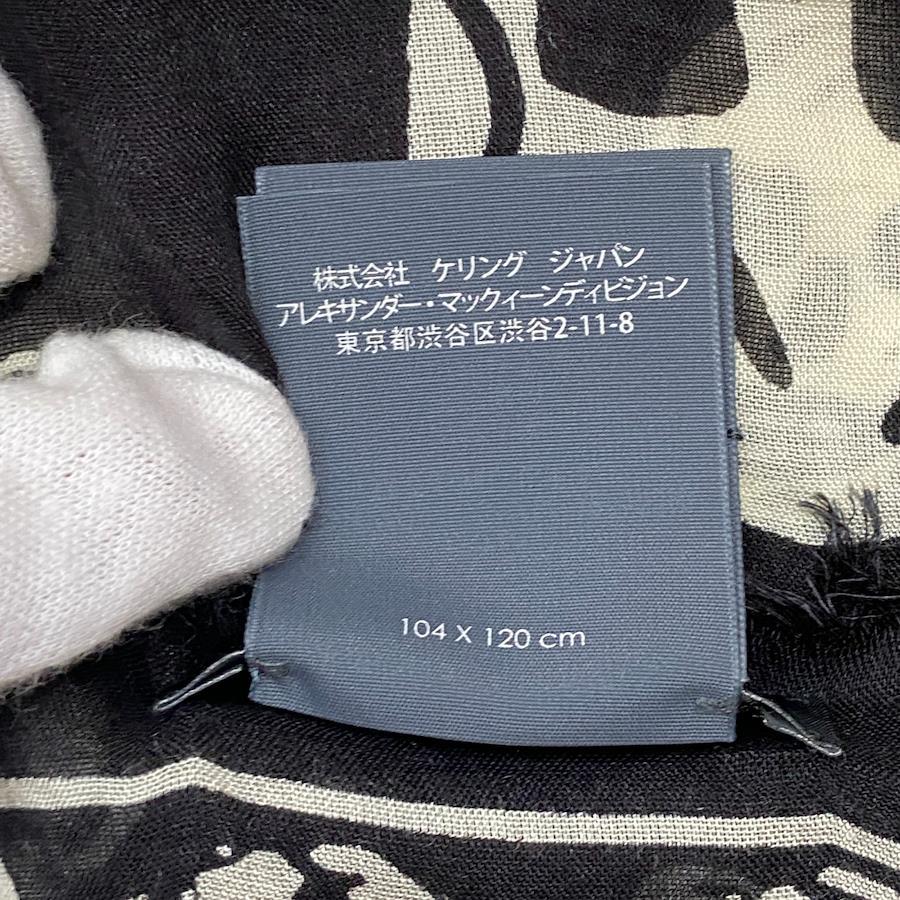 株式会社 ケリング ジャパン
アレキサンダー・マックィーンディビジョン
東京都渋谷区渋谷2-11-8
104 X 120 cm